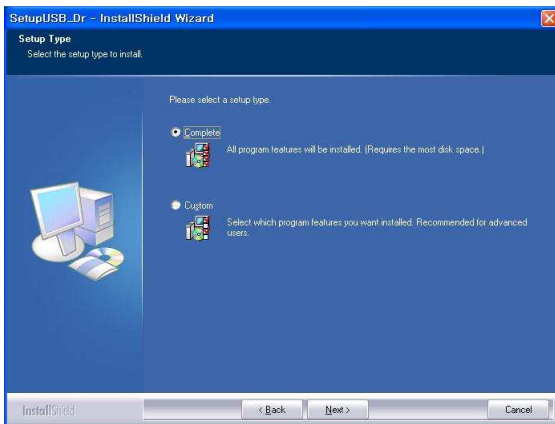 SetupUSB_Dr - InstallShield Wizard
Setup Type
Select the setup type to install.
Please select a setup type.
Complete
All program features will be installed. (Requires the most disk space.)
Custom
Select which program features you want installed. Recommended for advanced
users.
InstallShield
< Back
Next >
Cancel